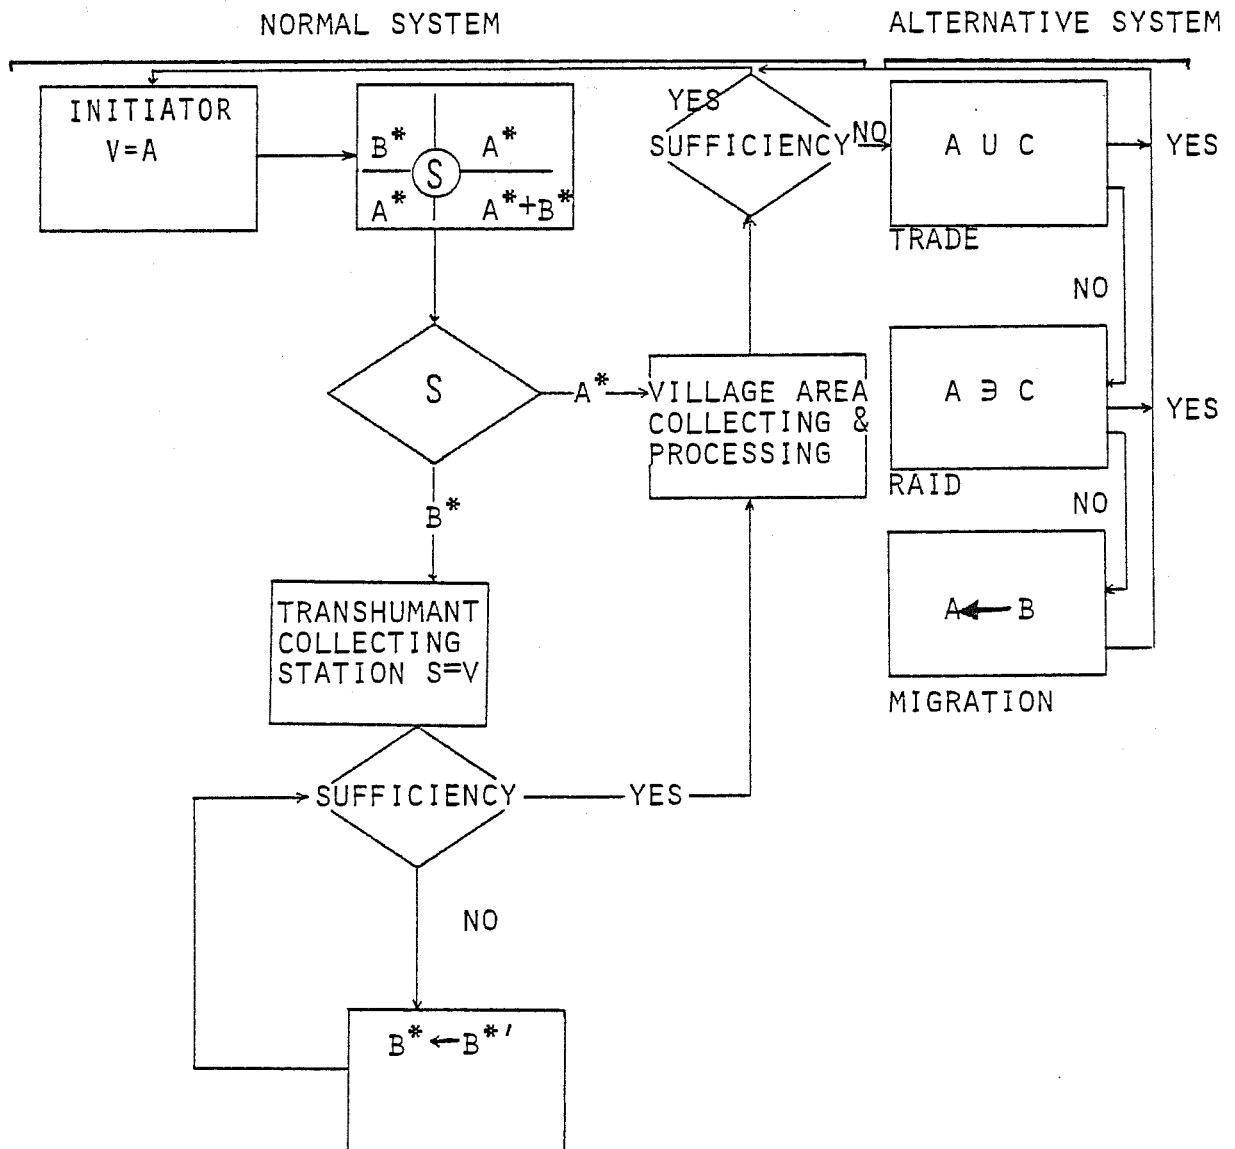 NORMAL SYSTEM
ALTERNATIVE SYSTEM
INITIATOR
V=A
B* A*
S
A* A*+B*
YES
SUFFICIENCY
NO
A U C
YES
TRADE
NO
S
A*
VILLAGE AREA
COLLECTING &
PROCESSING
A ∋ C
YES
RAID
NO
B*
TRANSHUMANT
COLLECTING
STATION S=V
A ← B
MIGRATION
SUFFICIENCY
YES
NO
B* ← B*'